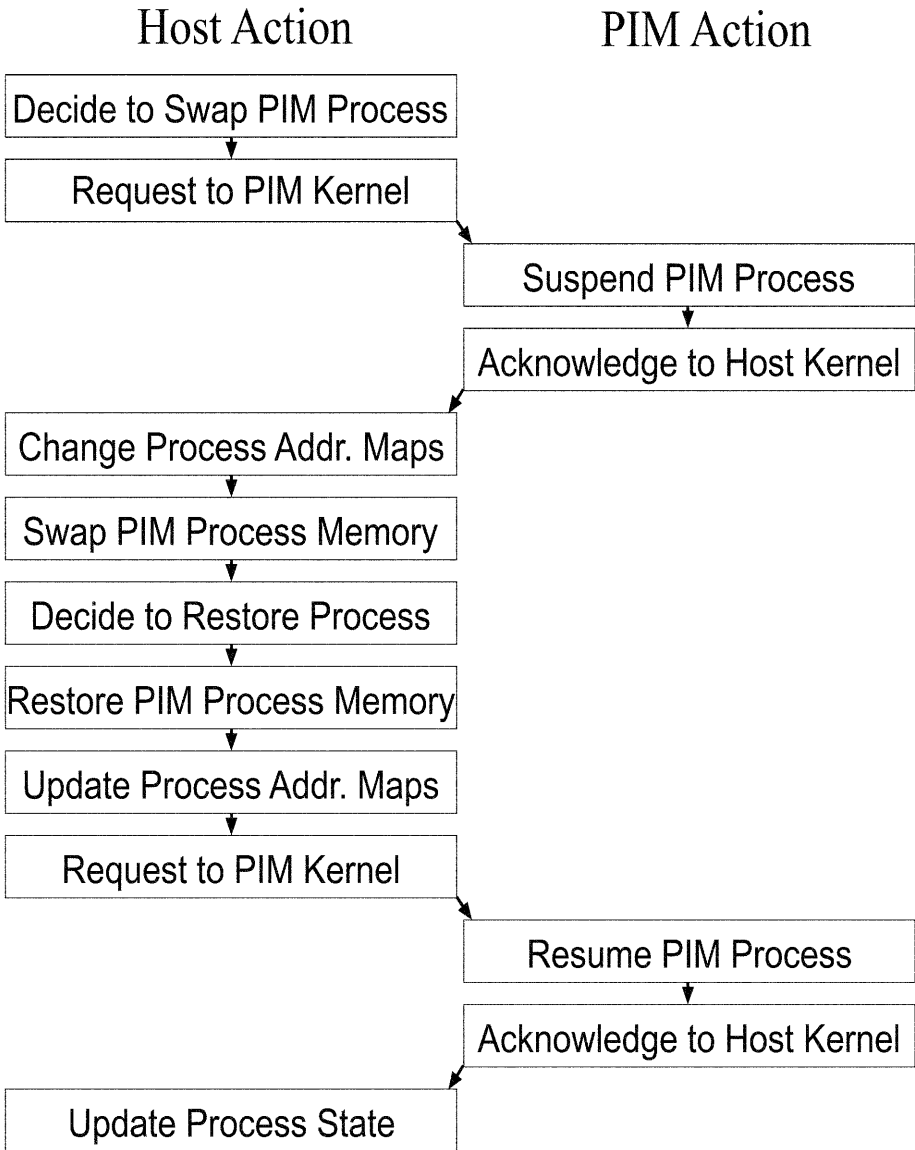 Host Action
PIM Action
Decide to Swap PIM Process
Request to PIM Kernel
Suspend PIM Process
Acknowledge to Host Kernel
Change Process Addr. Maps
Swap PIM Process Memory
Decide to Restore Process
Restore PIM Process Memory
Update Process Addr. Maps
Request to PIM Kernel
Resume PIM Process
Acknowledge to Host Kernel
Update Process State